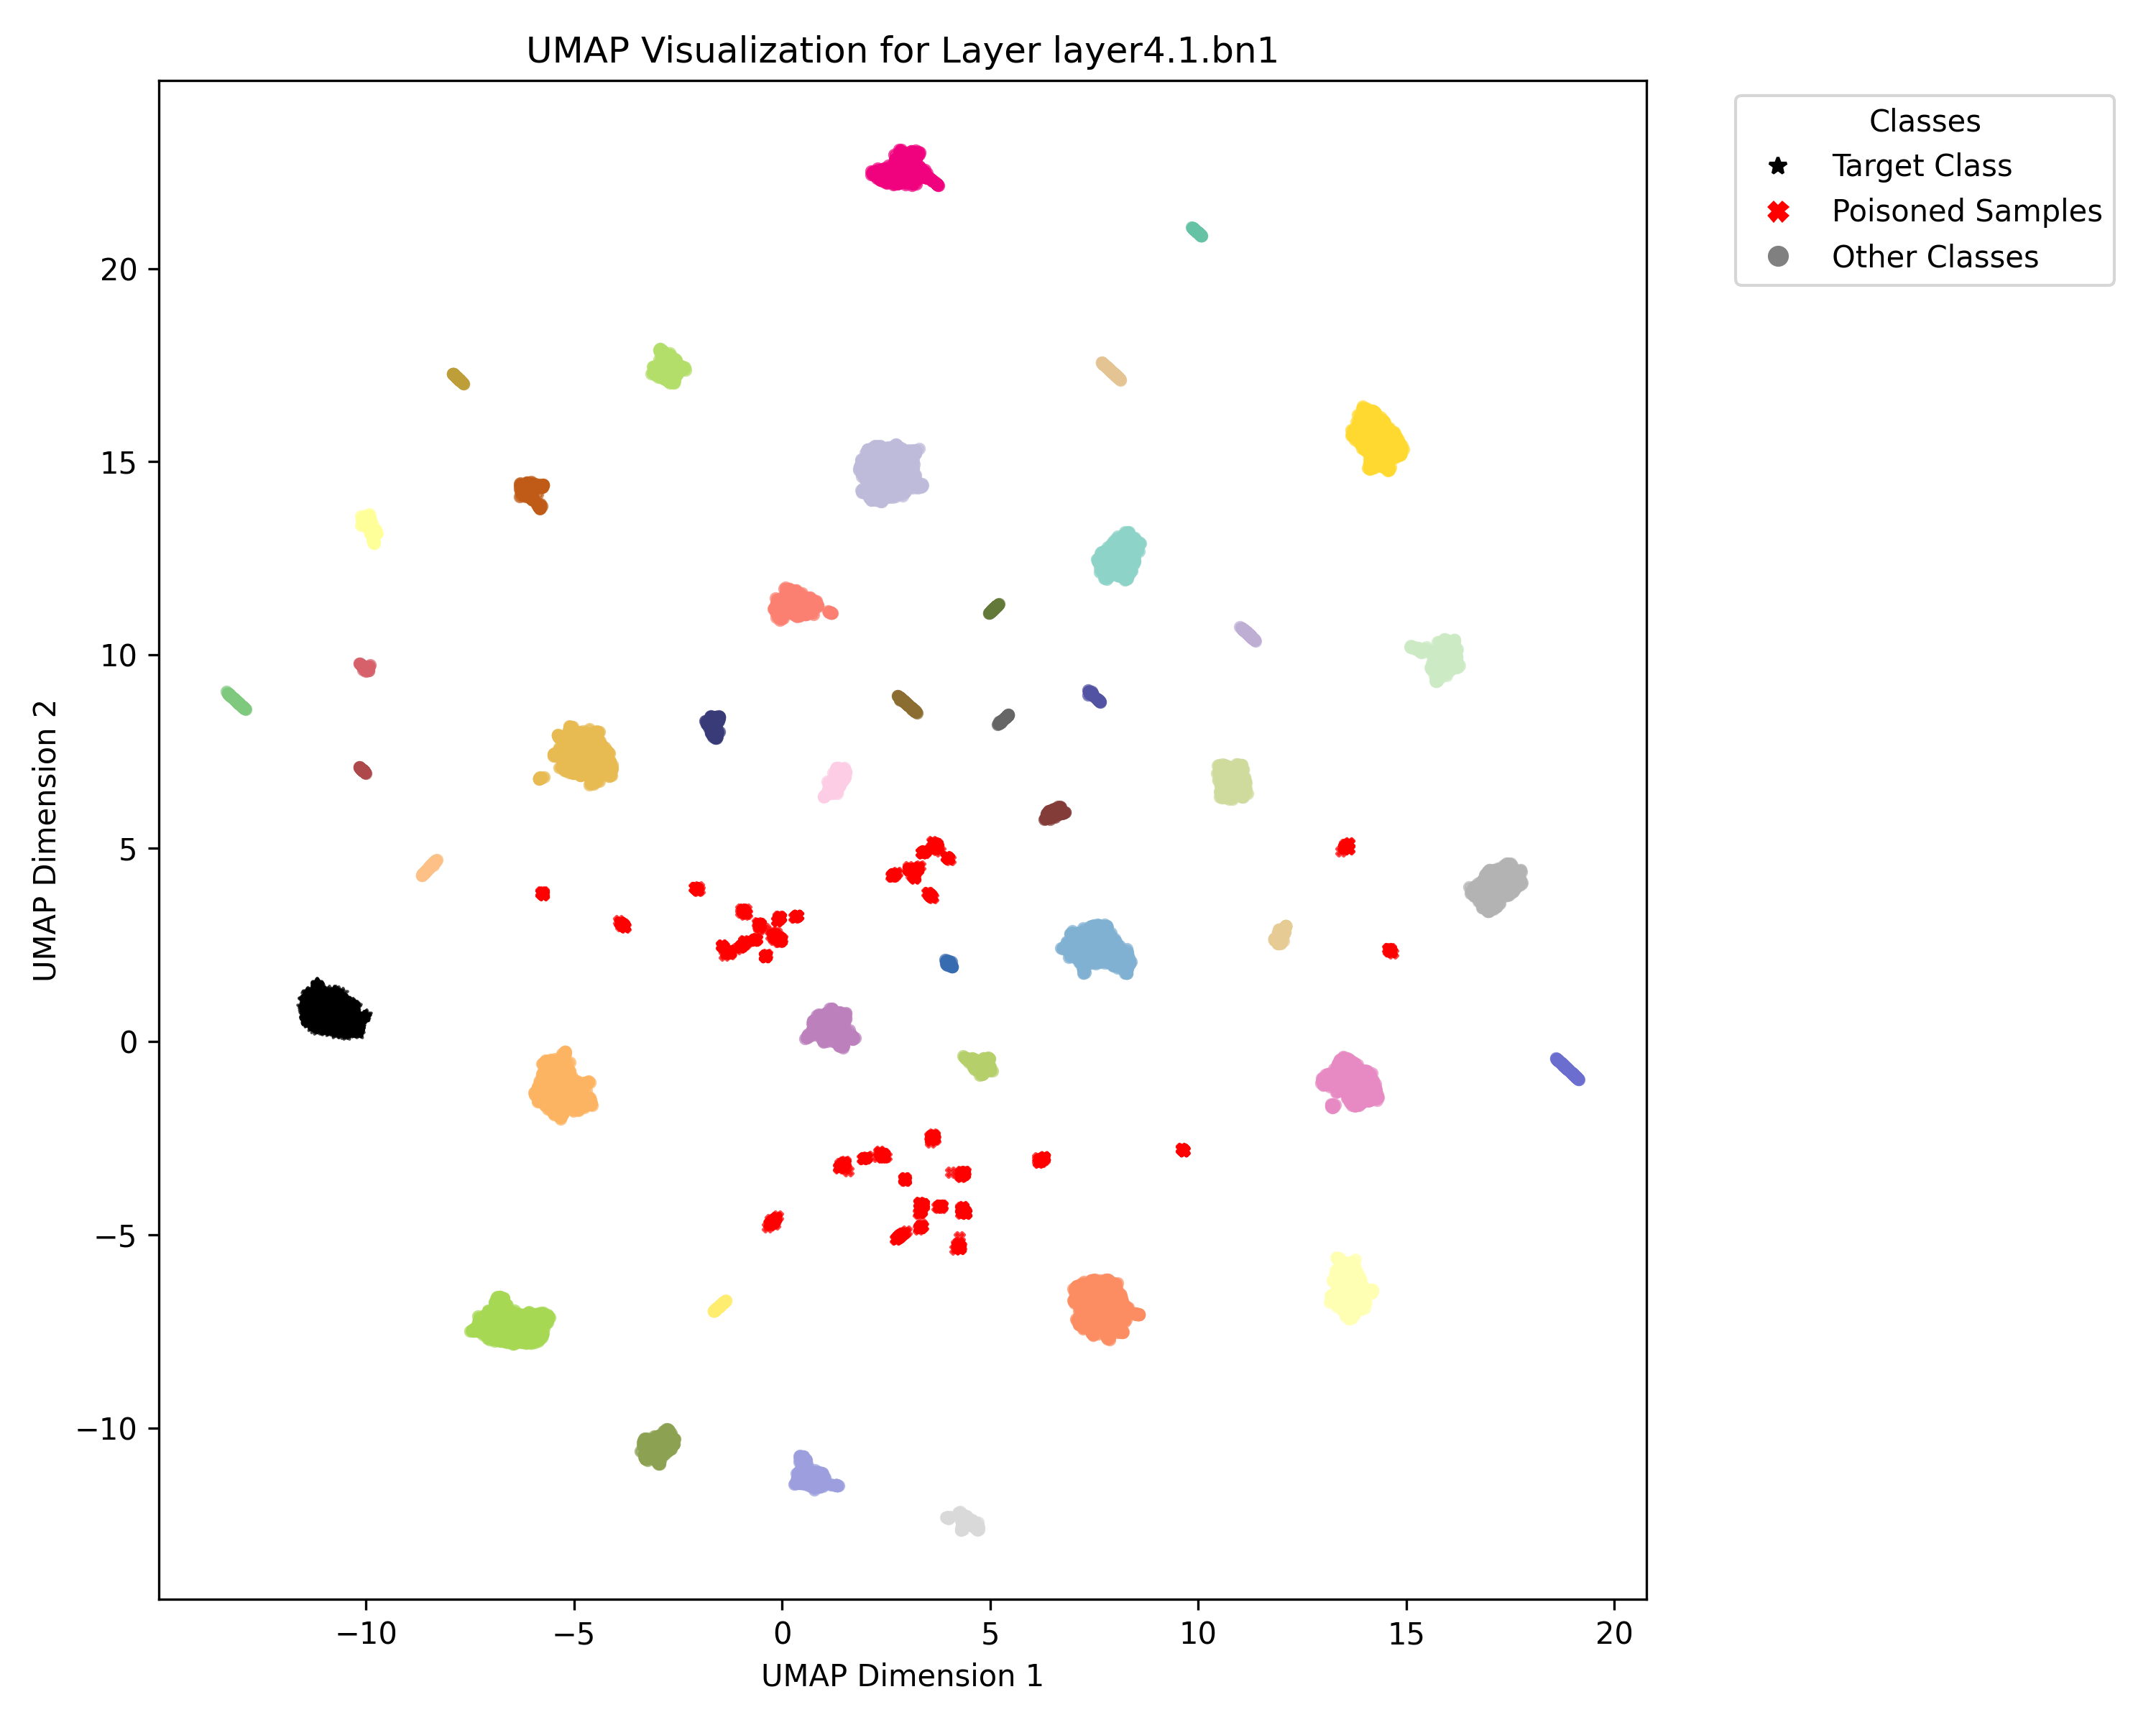 UMAP Visualization for Layer layer4.1.bn1
Classes
Target Class
Poisoned Samples
Other Classes
UMAP Dimension 2
20
15
10
5
0
−5
−10
−10
−5
0
5
10
15
20
UMAP Dimension 1